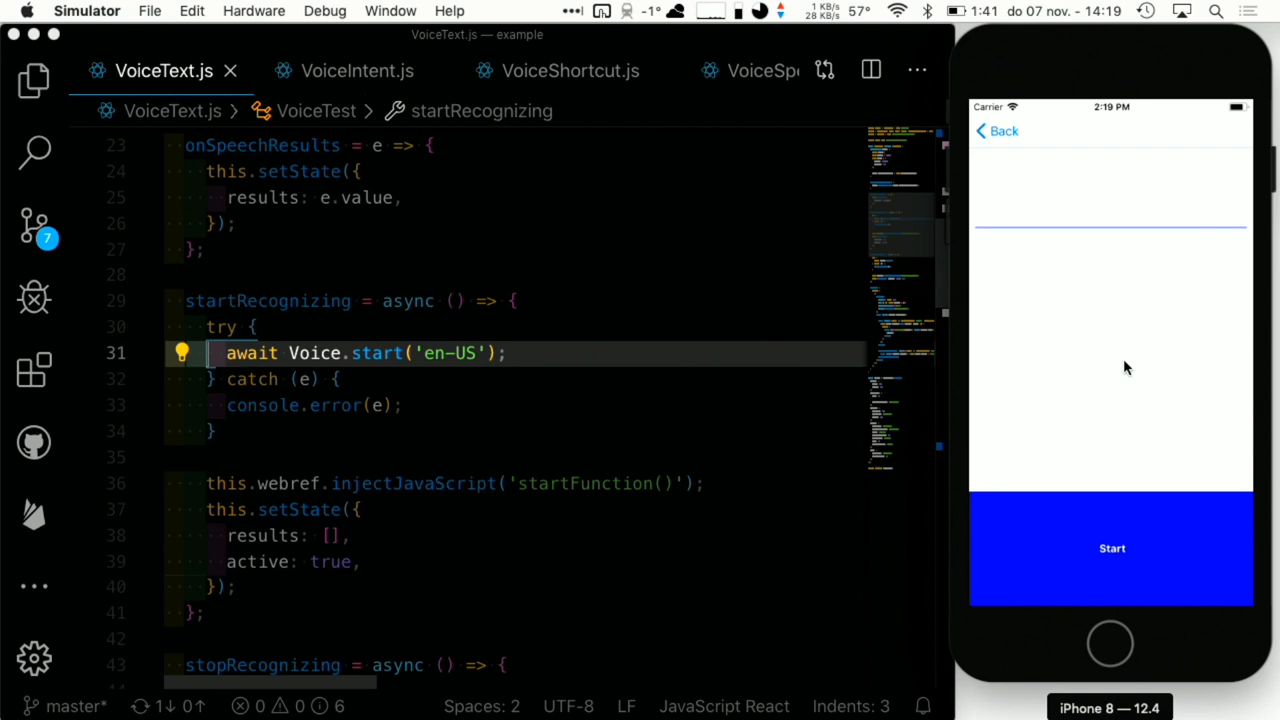 Simulator File Edit Hardware Debug Window Help
-1° 1 KB/s 28 KB/s 57° 1:41 do 07 nov. - 14:19
VoiceText.js — example
VoiceText.js VoiceIntent.js VoiceShortcut.js VoiceSp
VoiceText.js > VoiceTest > startRecognizing
23 onSpeechResults = e => {
24 this.setState({
25 results: e.value,
26 });
27 };
28
29 startRecognizing = async () => {
30 try {
31 await Voice.start('en-US');
32 } catch (e) {
33 console.error(e);
34 }
35
36 this.webref.injectJavaScript('startFunction()');
37 this.setState({
38 results: [],
39 active: true,
40 });
41 };
42
43 stopRecognizing = async () => {
7
master* 1↓ 0↑ 0 0 6 Spaces: 2 UTF-8 LF JavaScript React Indents: 3
Carrier 2:19 PM
Back
Start
iPhone 8 — 12.4